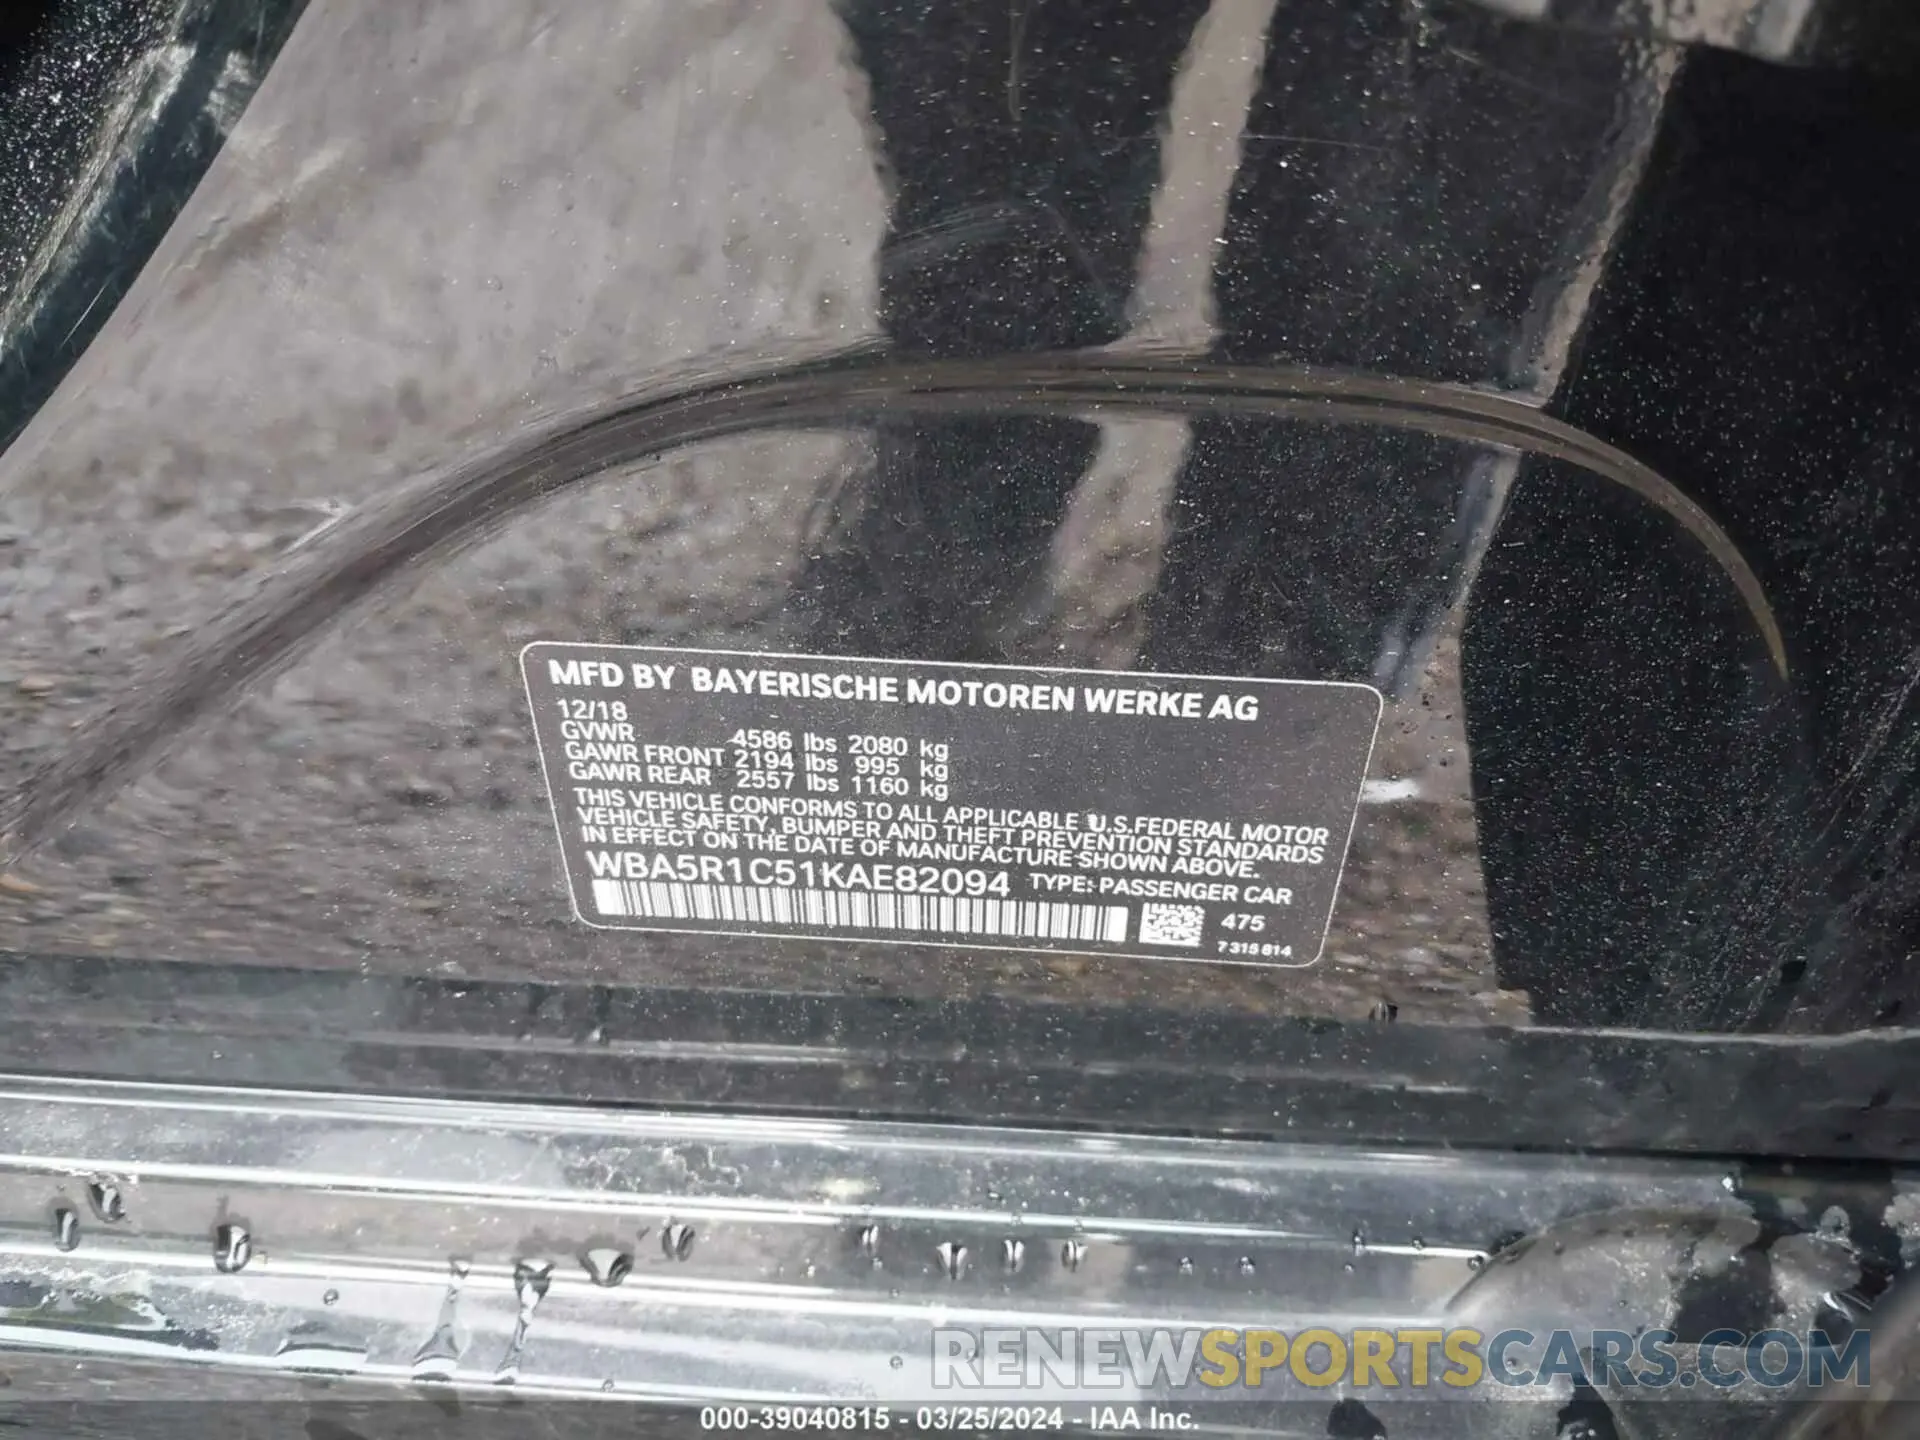 MFD BY BAYERISCHE MOTOREN WERKE AG
12/18
GVWR 4586 lbs 2080 kg
GAWR FRONT 2194 lbs 995 kg
GAWR REAR 2557 lbs 1160 kg
THIS VEHICLE CONFORMS TO ALL APPLICABLE U.S.FEDERAL MOTOR
VEHICLE SAFETY, BUMPER AND THEFT PREVENTION STANDARDS
IN EFFECT ON THE DATE OF MANUFACTURE SHOWN ABOVE.
WBA5R1C51KAE82094 TYPE: PASSENGER CAR
475
7 315 814
RENEWSPORTSCARS.COM
000-39040815 - 03/25/2024 - IAA Inc.